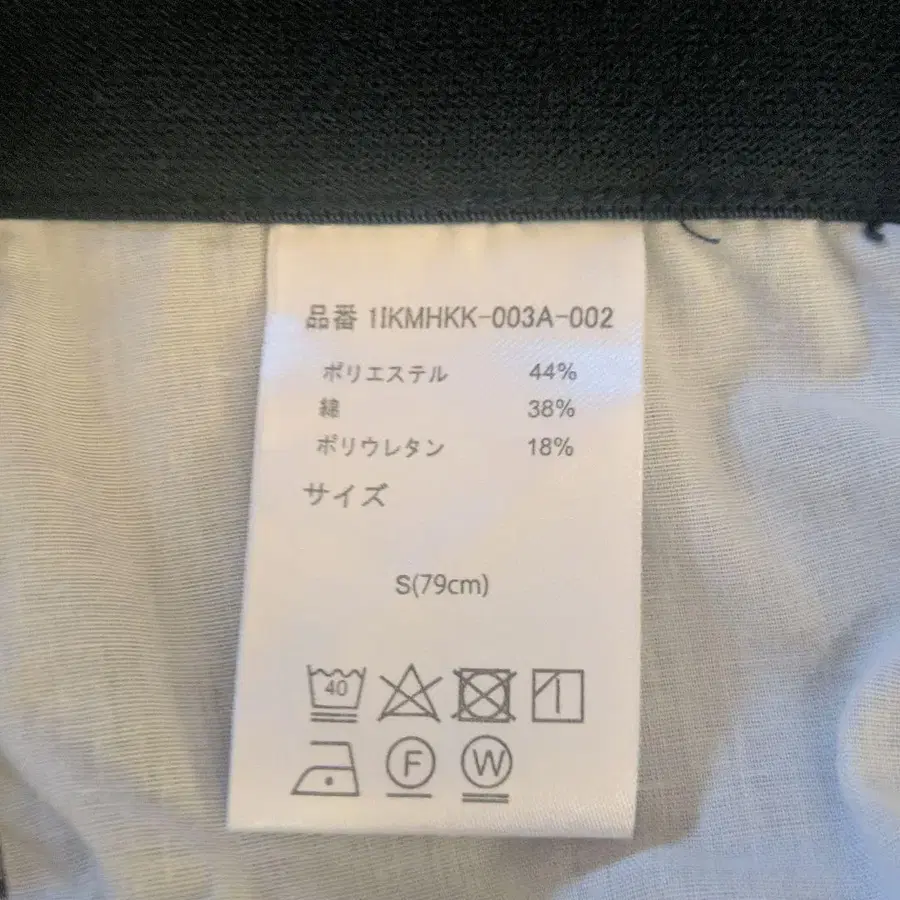 品番 1IKMHKK-003A-002
ポリエステル 44%
綿 38%
ポリウレタン 18%
サイズ
S(79cm)
40
F W